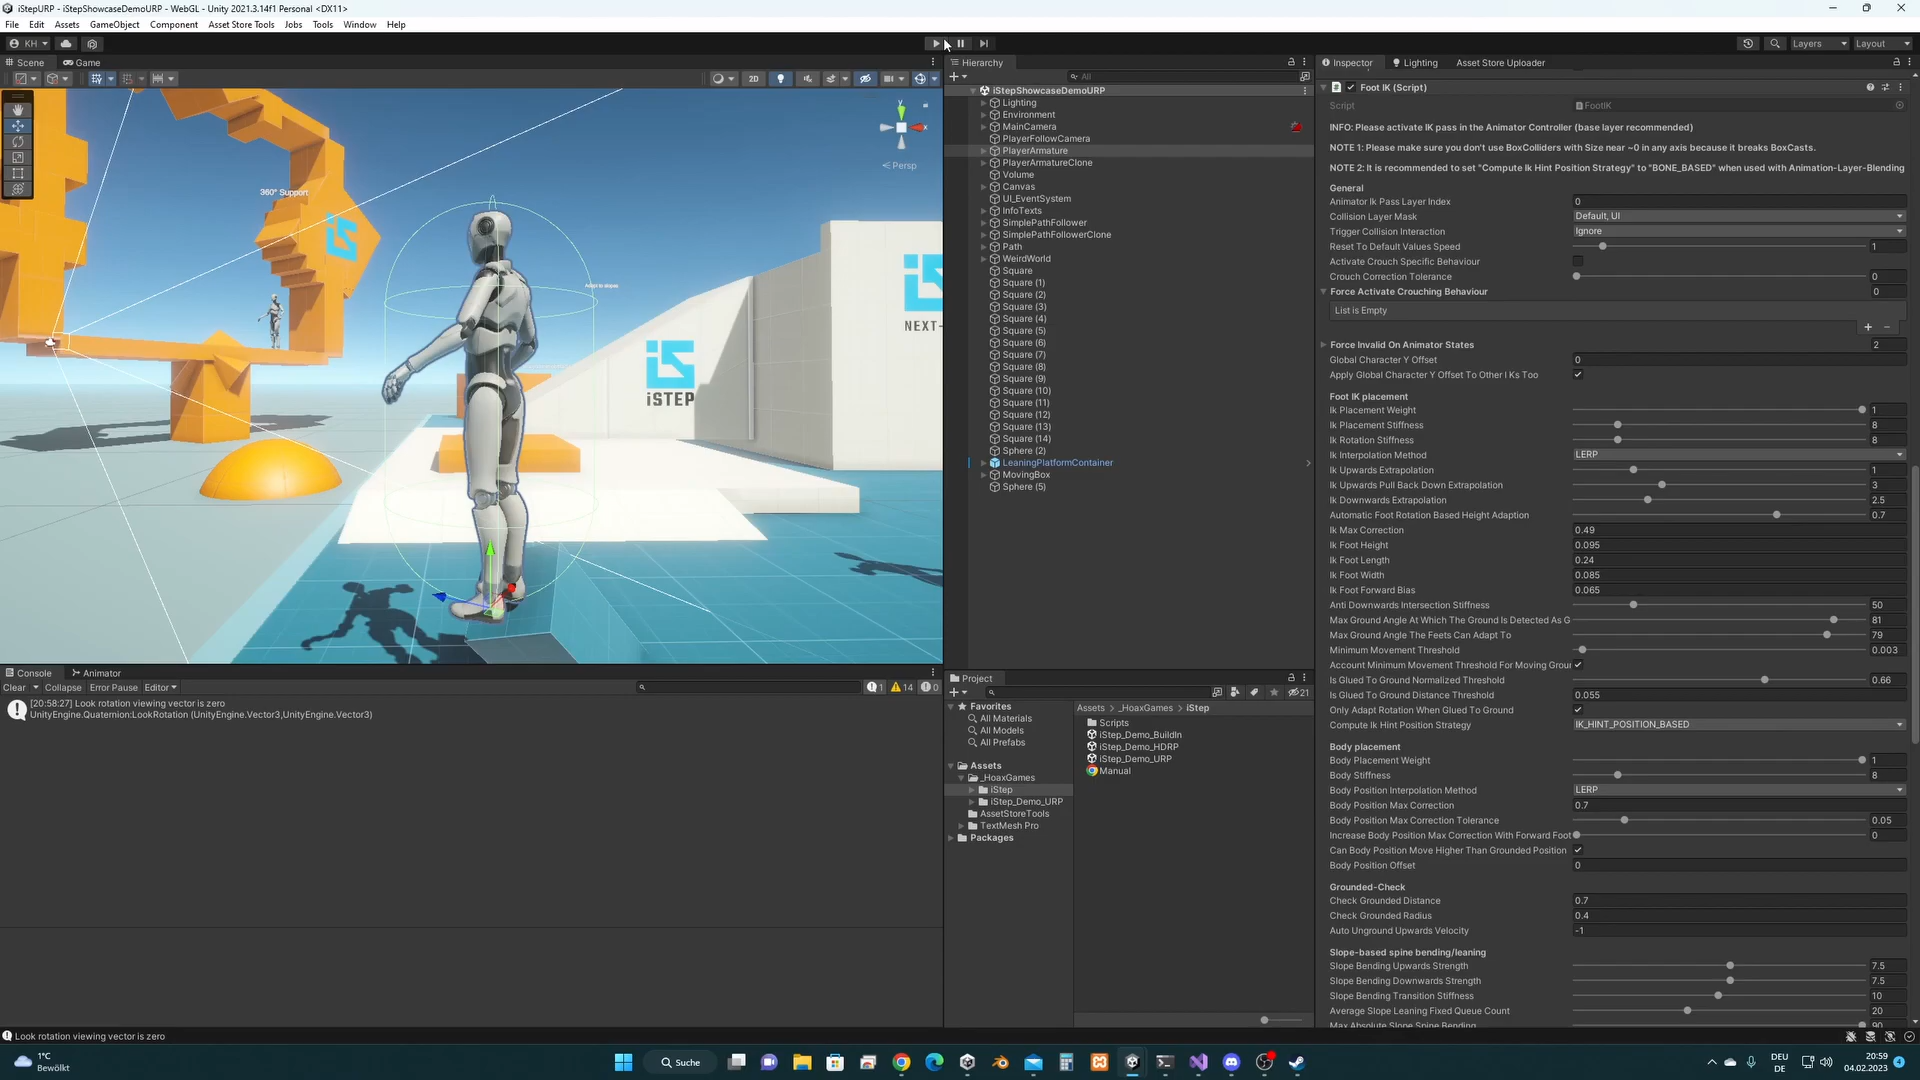 iStepURP - iStepShowcaseDemoURP - WebGL - Unity 2021.3.14f1 Personal <DX11>
File Edit Assets GameObject Component Asset Store Tools Jobs Tools Window Help
KH
Layers Layout
Scene Game
2D
360° Support
Persp
Adapt to slopes
iSTEP
NEXT-
Hierarchy
All
iStepShowcaseDemoURP
Lighting
Environment
MainCamera
PlayerFollowCamera
PlayerArmature
PlayerArmatureClone
Volume
Canvas
UI_EventSystem
InfoTexts
SimplePathFollower
SimplePathFollowerClone
Path
WeirdWorld
Square
Square (1)
Square (2)
Square (3)
Square (4)
Square (5)
Square (6)
Square (7)
Square (8)
Square (9)
Square (10)
Square (11)
Square (12)
Square (13)
Square (14)
Sphere (2)
LeaningPlatformContainer
MovingBox
Sphere (5)
Inspector Lighting Asset Store Uploader
Foot IK (Script)
Script FootIK
INFO: Please activate IK pass in the Animator Controller (base layer recommended)
NOTE 1: Please make sure you don't use BoxColliders with Size near ~0 in any axis because it breaks BoxCasts.
NOTE 2: It is recommended to set "Compute Ik Hint Position Strategy" to "BONE_BASED" when used with Animation-Layer-Blending
General
Animator Ik Pass Layer Index 0
Collision Layer Mask Default, UI
Trigger Collision Interaction Ignore
Reset To Default Values Speed 1
Activate Crouch Specific Behaviour
Crouch Correction Tolerance 0
Force Activate Crouching Behaviour 0
List is Empty
Force Invalid On Animator States 2
Global Character Y Offset 0
Apply Global Character Y Offset To Other I Ks Too
Foot IK placement
Ik Placement Weight 1
Ik Placement Stiffness 8
Ik Rotation Stiffness 8
Ik Interpolation Method LERP
Ik Upwards Extrapolation 1
Ik Upwards Pull Back Down Extrapolation 3
Ik Downwards Extrapolation 2.5
Automatic Foot Rotation Based Height Adaption 0.7
Ik Max Correction 0.49
Ik Foot Height 0.095
Ik Foot Length 0.24
Ik Foot Width 0.085
Ik Foot Forward Bias 0.065
Anti Downwards Intersection Stiffness 50
Max Ground Angle At Which The Ground Is Detected As G 81
Max Ground Angle The Feets Can Adapt To 79
Minimum Movement Threshold 0.003
Account Minimum Movement Threshold For Moving Grou
Is Glued To Ground Normalized Threshold 0.66
Is Glued To Ground Distance Threshold 0.055
Only Adapt Rotation When Glued To Ground
Compute Ik Hint Position Strategy IK_HINT_POSITION_BASED
Body placement
Body Placement Weight 1
Body Stiffness 8
Body Position Interpolation Method LERP
Body Position Max Correction 0.7
Body Position Max Correction Tolerance 0.05
Increase Body Position Max Correction With Forward Foot 0
Can Body Position Move Higher Than Grounded Position
Body Position Offset 0
Grounded-Check
Check Grounded Distance 0.7
Check Grounded Radius 0.4
Auto Unground Upwards Velocity -1
Slope-based spine bending/leaning
Slope Bending Upwards Strength 7.5
Slope Bending Downwards Strength 7.5
Slope Bending Transition Stiffness 10
Average Slope Leaning Fixed Queue Count 20
Max Absolute Slope Spine Bending 90
Console Animator
Clear Collapse Error Pause Editor 1 14 0
[20:58:27] Look rotation viewing vector is zero
UnityEngine.Quaternion:LookRotation (UnityEngine.Vector3,UnityEngine.Vector3)
Project
21
Favorites
All Materials
All Models
All Prefabs
Assets
_HoaxGames
iStep
iStep_Demo_URP
AssetStoreTools
TextMesh Pro
Packages
Assets _HoaxGames iStep
Scripts
iStep_Demo_BuildIn
iStep_Demo_HDRP
iStep_Demo_URP
Manual
Look rotation viewing vector is zero
1°C
Bewölkt
Suche
DEU
DE
20:59
04.02.2023
4